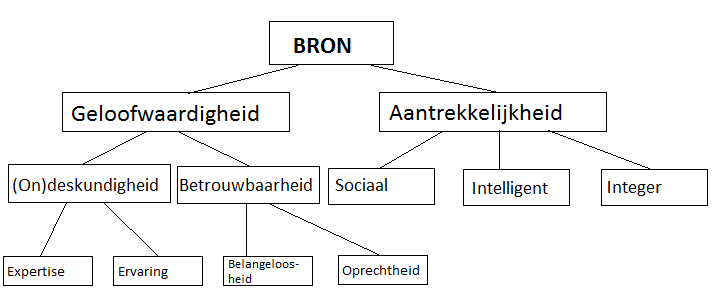 BRON
Geloofwaardigheid
Aantrekkelijkheid
(On)deskundigheid
Betrouwbaarheid
Sociaal
Intelligent
Integer
Expertise
Ervaring
Belangeloos-
heid
Oprechtheid